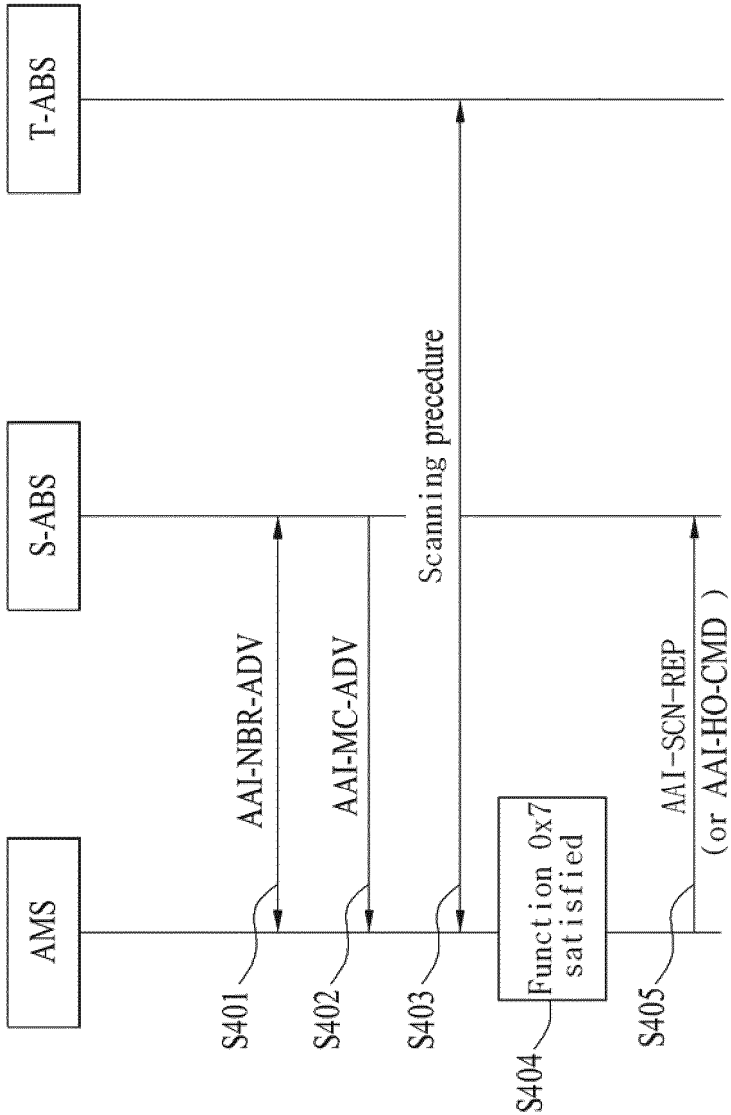 AMS
S-ABS
T-ABS
S401
AAI-NBR-ADV
S402
AAI-MC-ADV
S403
Scanning precedure
S404
Function 0x7
satisfied
S405
AAI-SCN-REP
(or AAI-HO-CMD )